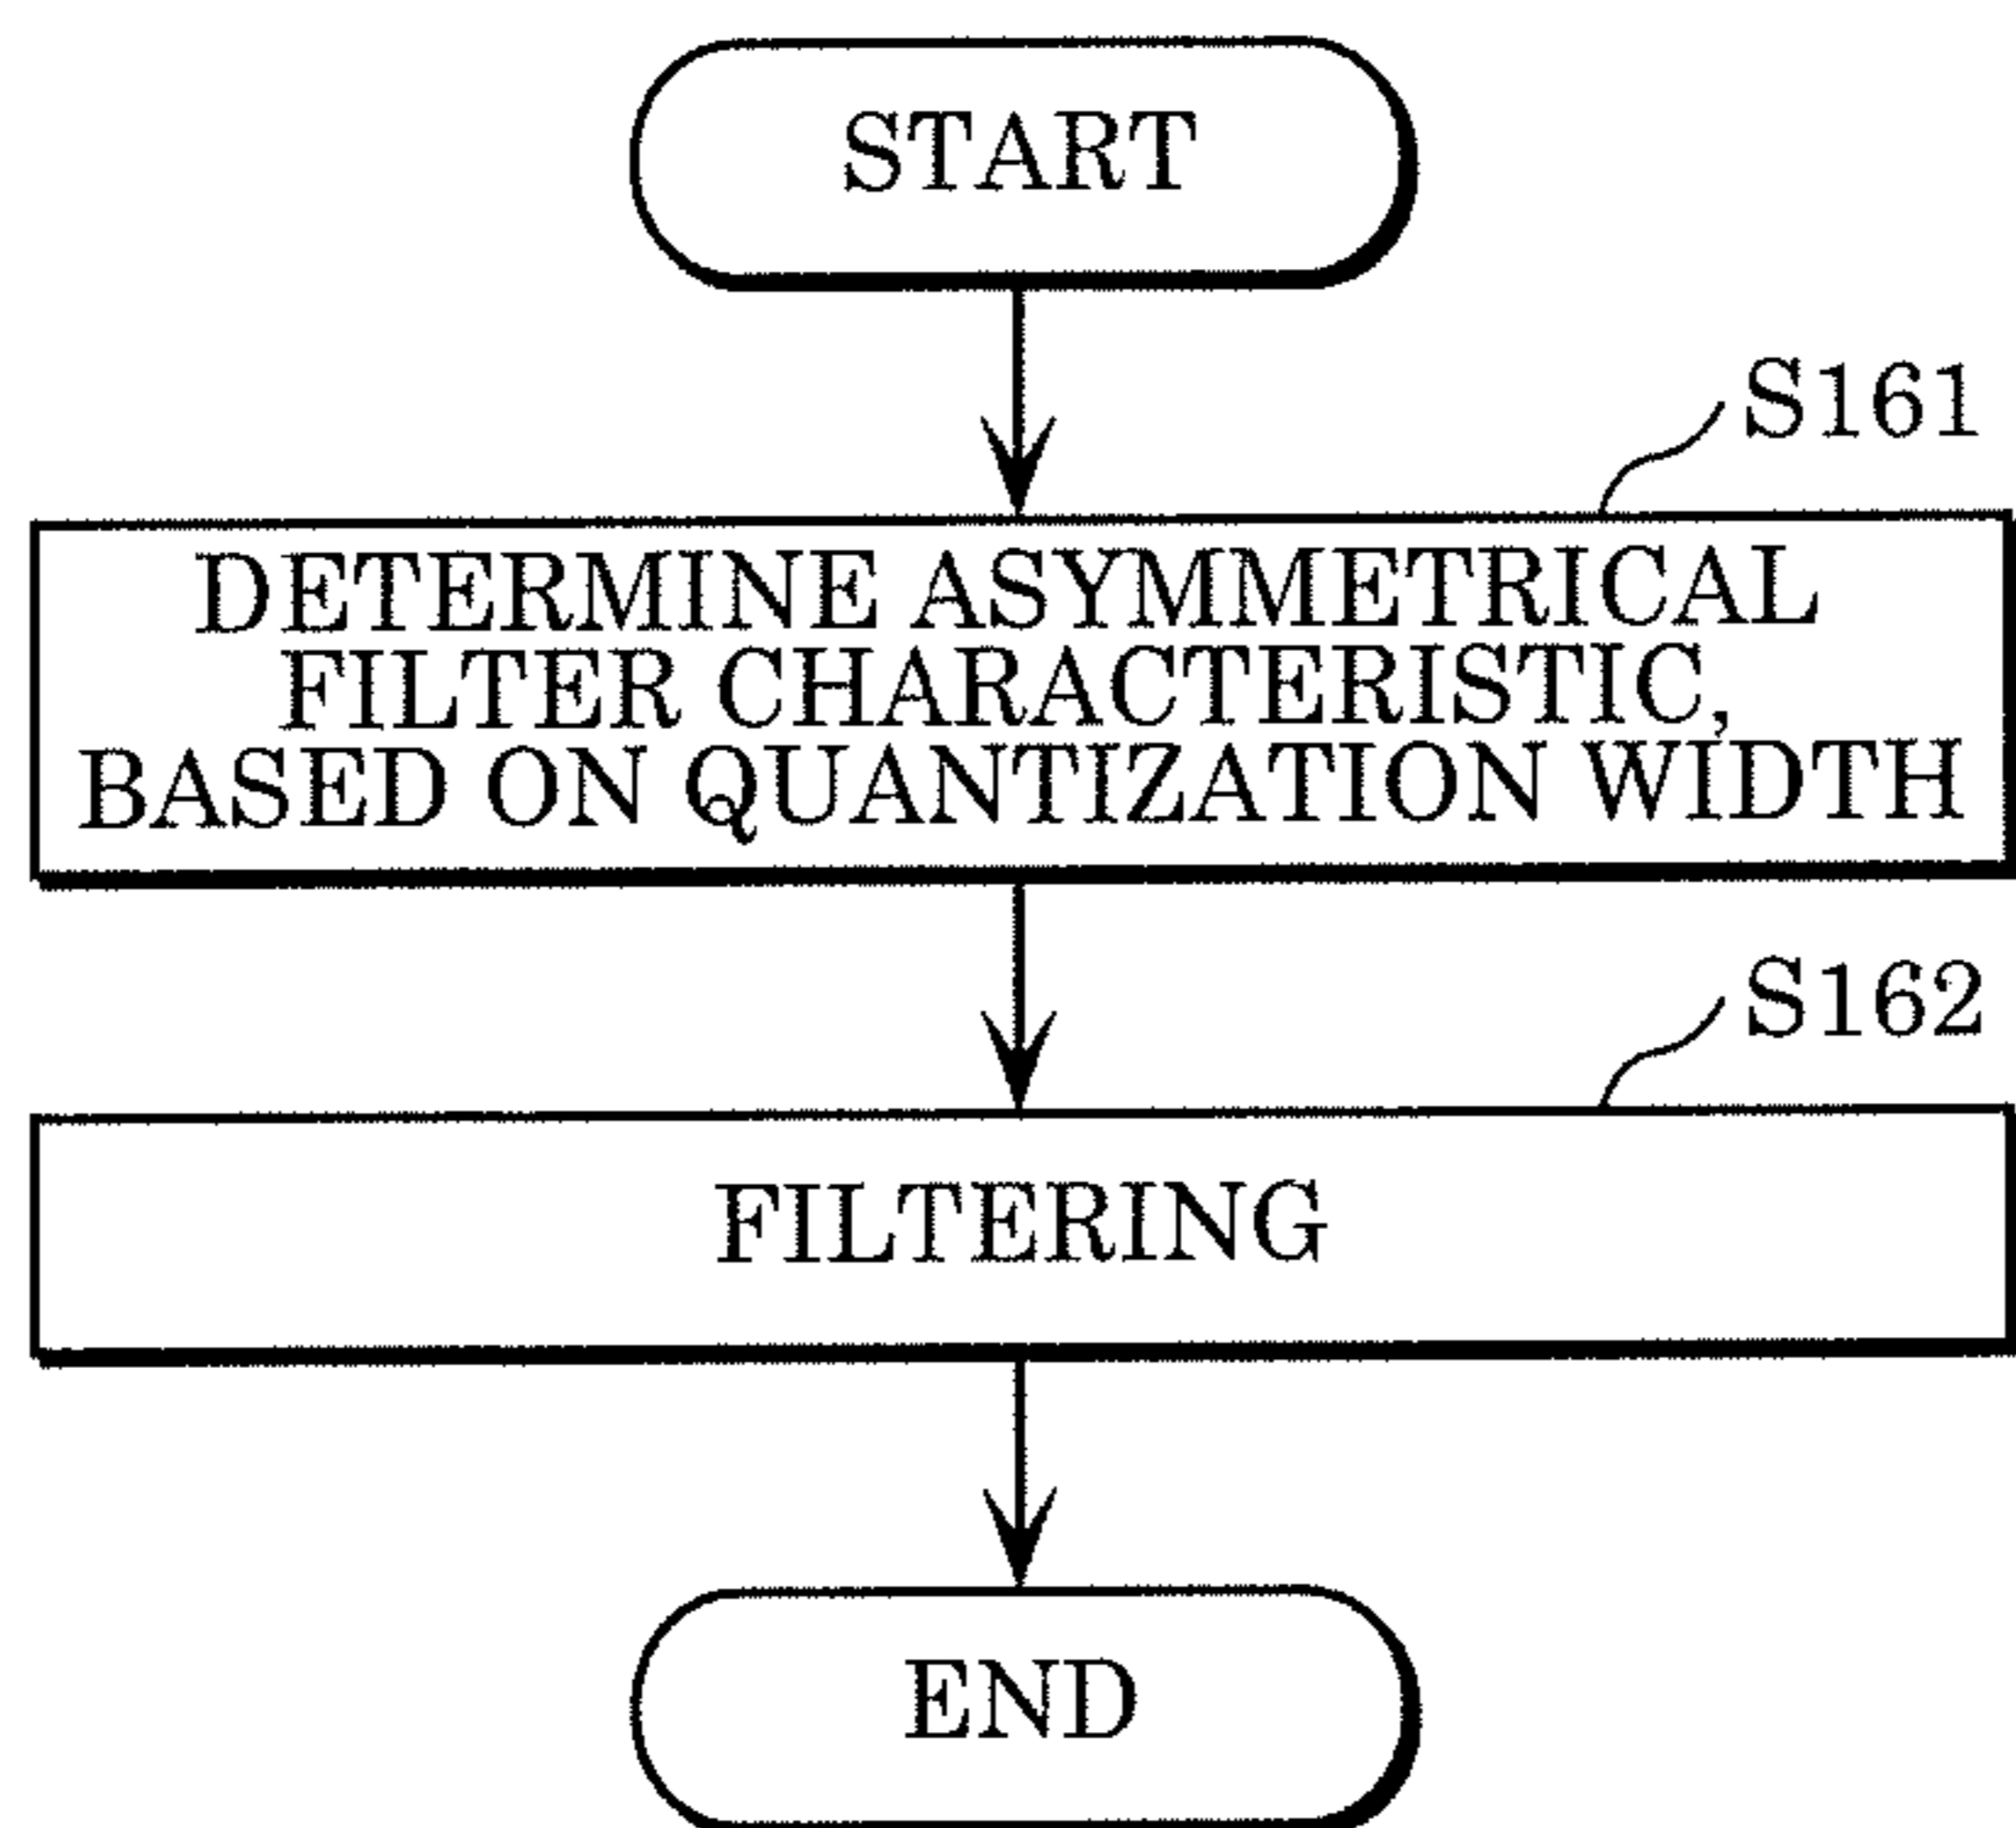 START
S161
DETERMINE ASYMMETRICAL
FILTER CHARACTERISTIC,
BASED ON QUANTIZATION WIDTH
S162
FILTERING
END